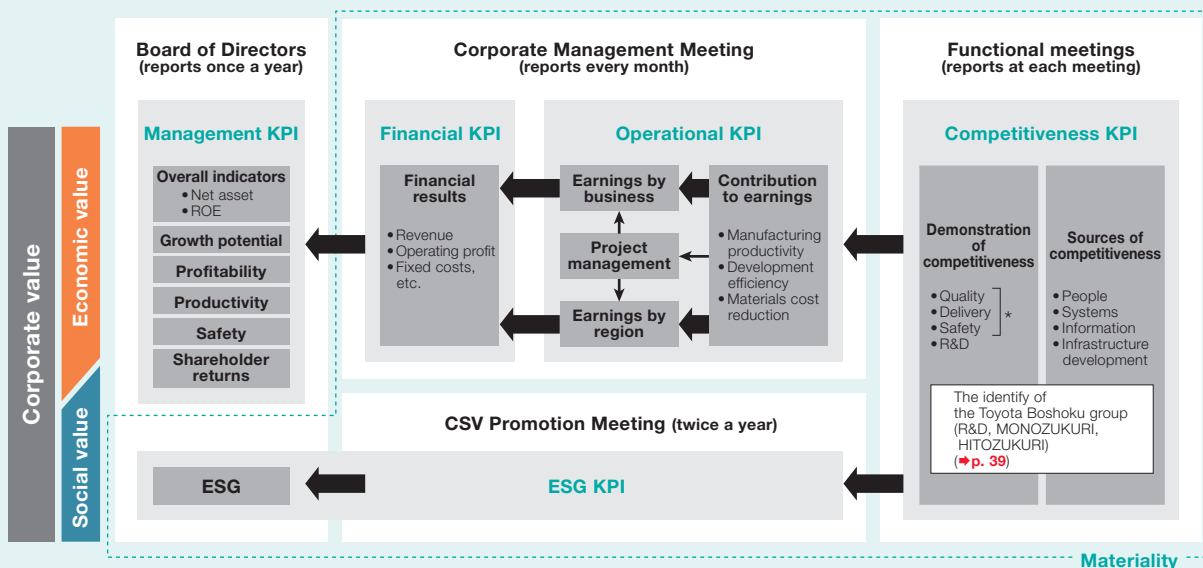 Corporate value
Economic value
Social value
Board of Directors
(reports once a year)
Management KPI
Overall indicators
• Net asset
• ROE
Growth potential
Profitability
Productivity
Safety
Shareholder
returns
Corporate Management Meeting
(reports every month)
Financial KPI
Financial
results
• Revenue
• Operating profit
• Fixed costs,
etc.
Operational KPI
Earnings by
business
Project
management
Earnings by
region
Contribution
to earnings
• Manufacturing
productivity
• Development
efficiency
• Materials cost
reduction
Functional meetings
(reports at each meeting)
Competitiveness KPI
Demonstration
of
competitiveness
• Quality
• Delivery
• Safety
*
• R&D
Sources of
competitiveness
• People
• Systems
• Information
• Infrastructure
development
The identify of
the Toyota Boshoku group
(R&D, MONOZUKURI,
HITOZUKURI)
(➡p. 39)
CSV Promotion Meeting (twice a year)
ESG
ESG KPI
Materiality